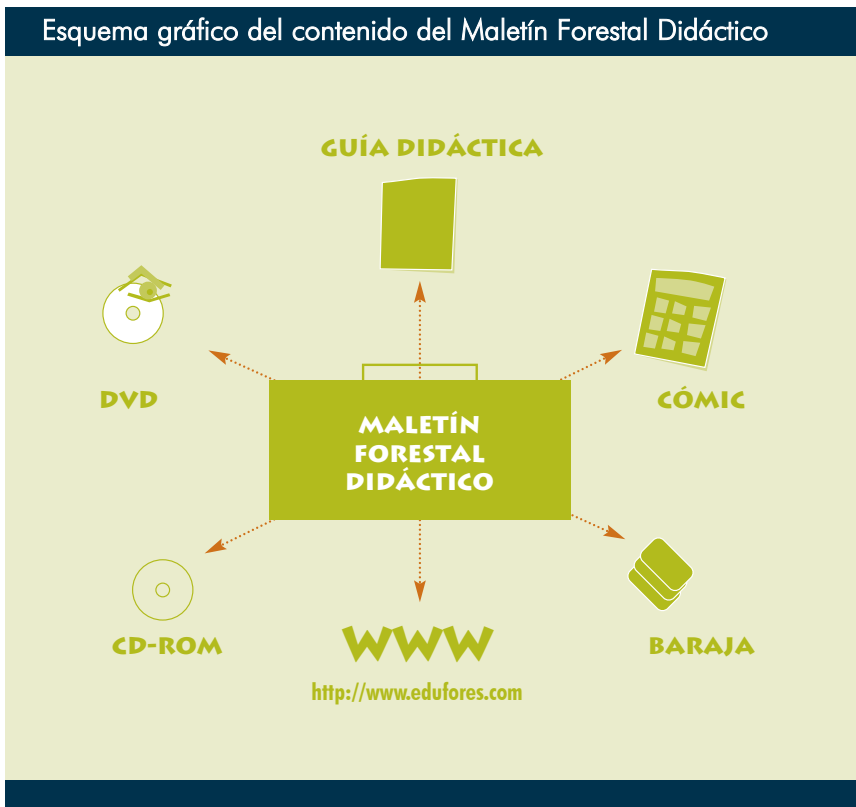 Esquema gráfico del contenido del Maletín Forestal Didáctico
GUÍA DIDÁCTICA
DVD
CÓMIC
MALETÍN
FORESTAL
DIDÁCTICO
CD-ROM
WWW
BARAJA
http://www.edufores.com